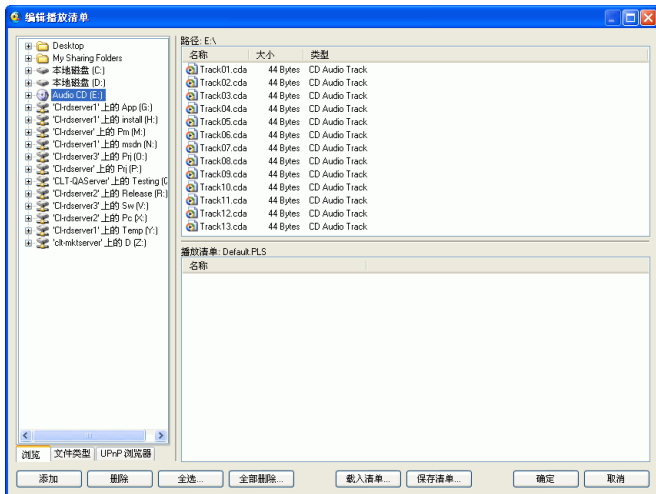 编辑播放清单
Desktop
My Sharing Folders
本地磁盘 (C:)
本地磁盘 (D:)
Audio CD (E:)
'Cl-rdserver1' 上的 App (G:)
'Cl-rdserver1' 上的 install (H:)
'Cl-rdserver' 上的 Pm (M:)
'Cl-rdserver1' 上的 msdn (N:)
'Cl-rdserver3' 上的 Prj (O:)
'Cl-rdserver' 上的 Prj (P:)
'CLT-QAServer' 上的 Testing (
'Cl-rdserver2' 上的 Release (R:)
'Cl-rdserver3' 上的 Sw (V:)
'Cl-rdserver2' 上的 Pc (X:)
'Cl-rdserver1' 上的 Temp (Y:)
'clt-mktserver' 上的 D (Z:)
浏览 文件类型 UPnP 浏览器
路径: E:\
名称 大小 类型
Track01.cda 44 Bytes CD Audio Track
Track02.cda 44 Bytes CD Audio Track
Track03.cda 44 Bytes CD Audio Track
Track04.cda 44 Bytes CD Audio Track
Track05.cda 44 Bytes CD Audio Track
Track06.cda 44 Bytes CD Audio Track
Track07.cda 44 Bytes CD Audio Track
Track08.cda 44 Bytes CD Audio Track
Track09.cda 44 Bytes CD Audio Track
Track10.cda 44 Bytes CD Audio Track
Track11.cda 44 Bytes CD Audio Track
Track12.cda 44 Bytes CD Audio Track
Track13.cda 44 Bytes CD Audio Track
播放清单: Default.PLS
名称
添加 删除 全选... 全部删除... 载入清单... 保存清单... 确定 取消